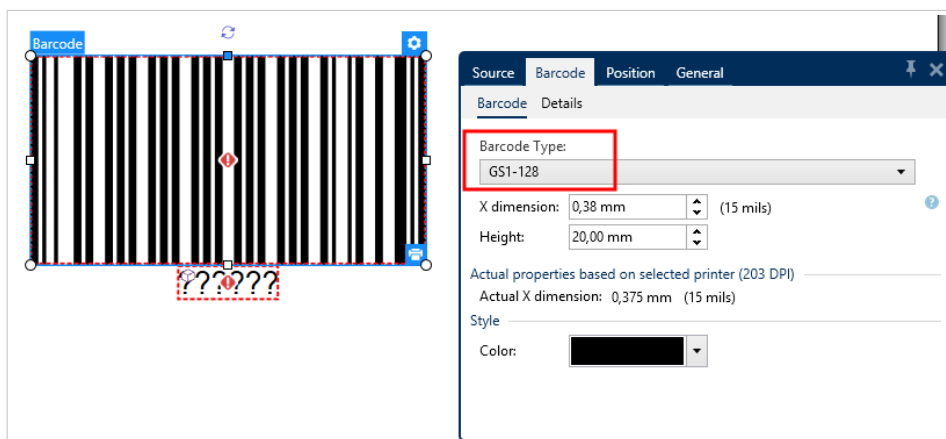 Barcode
??????
Source Barcode Position General
Barcode Details
Barcode Type:
GS1-128
X dimension: 0,38 mm (15 mils)
Height: 20,00 mm
Actual properties based on selected printer (203 DPI)
Actual X dimension: 0,375 mm (15 mils)
Style
Color: